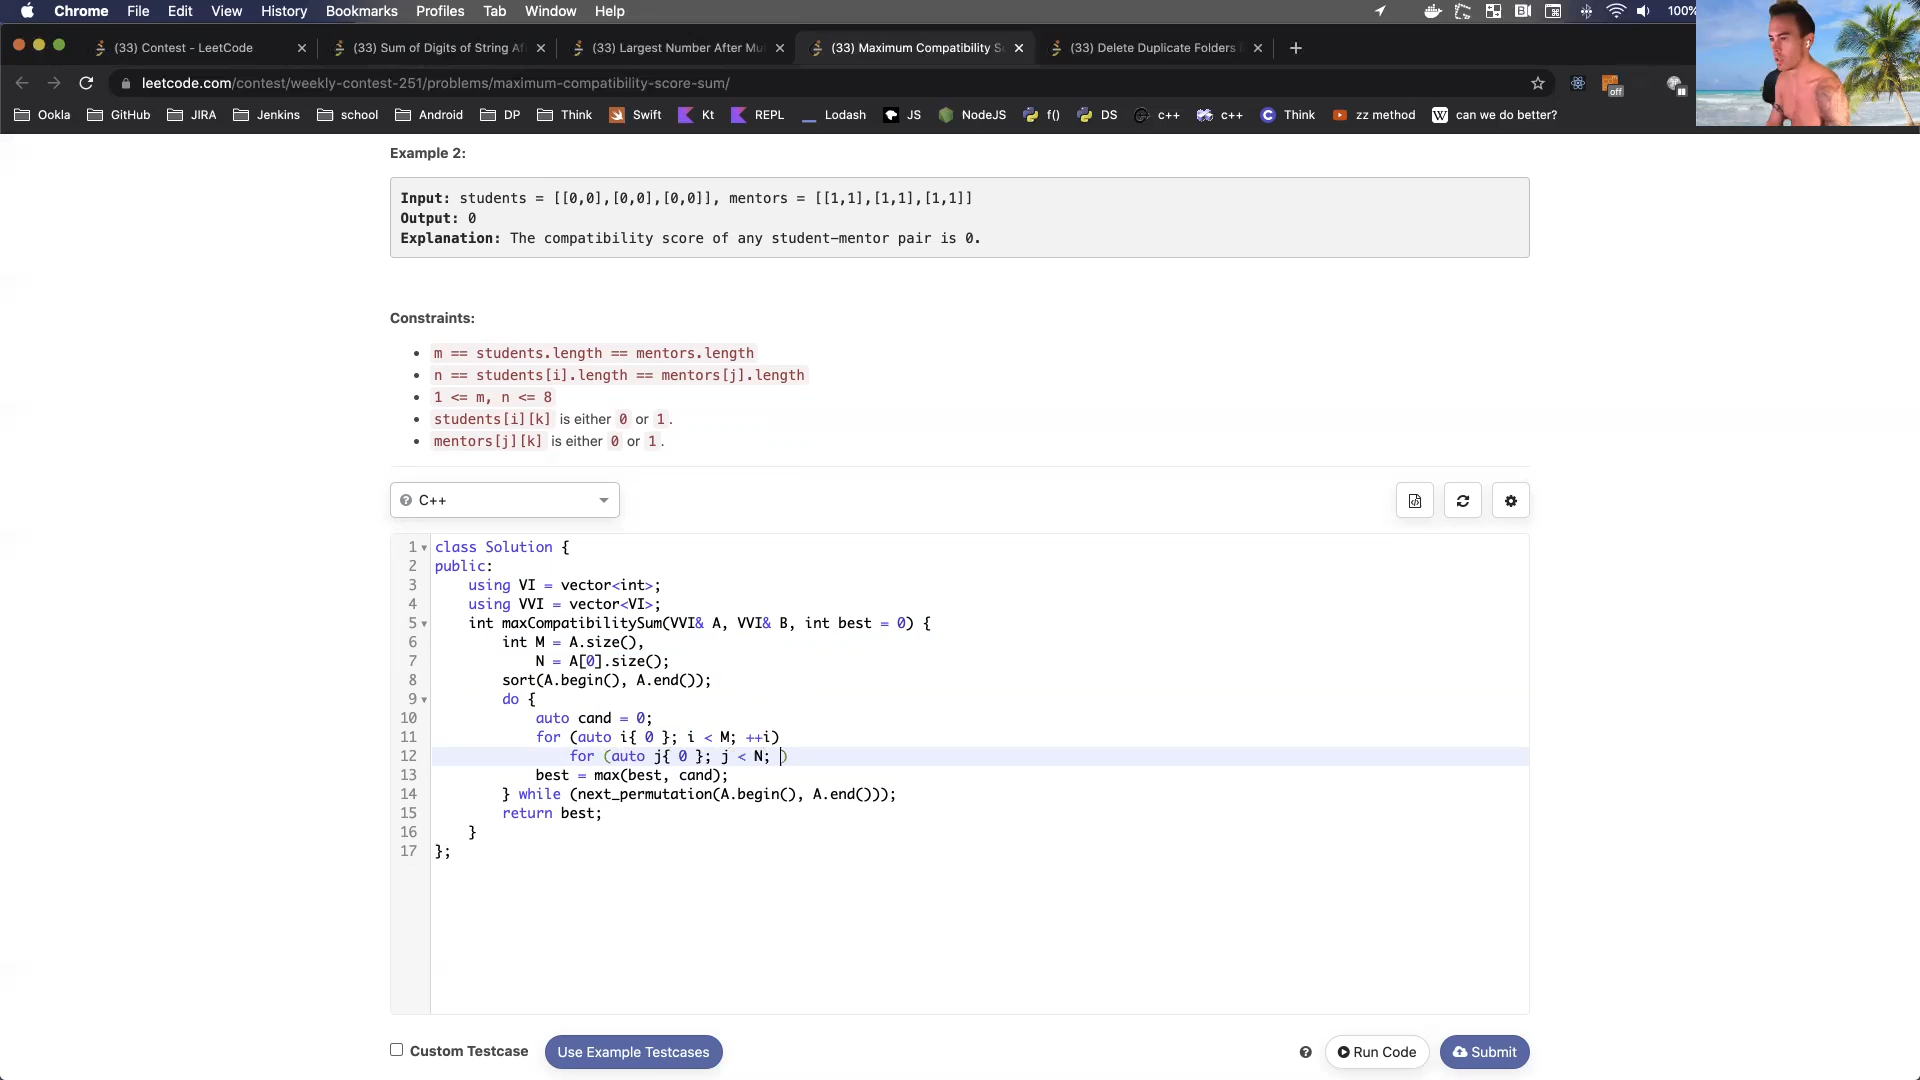 Chrome File Edit View History Bookmarks Profiles Tab Window Help 100%
(33) Contest - LeetCode (33) Sum of Digits of String Af (33) Largest Number After Mu (33) Maximum Compatibility S (33) Delete Duplicate Folders
leetcode.com/contest/weekly-contest-251/problems/maximum-compatibility-score-sum/ off
Ookla GitHub JIRA Jenkins school Android DP Think Swift Kt REPL Lodash JS NodeJS f() DS c++ c++ Think zz method can we do better?
Example 2:
Input: students = [[0,0],[0,0],[0,0]], mentors = [[1,1],[1,1],[1,1]]
Output: 0
Explanation: The compatibility score of any student-mentor pair is 0.
Constraints:
m == students.length == mentors.length
n == students[i].length == mentors[j].length
1 <= m, n <= 8
students[i][k] is either 0 or 1.
mentors[j][k] is either 0 or 1.
C++
1 class Solution {
2 public:
3 using VI = vector<int>;
4 using VVI = vector<VI>;
5 int maxCompatibilitySum(VVI& A, VVI& B, int best = 0) {
6 int M = A.size(),
7 N = A[0].size();
8 sort(A.begin(), A.end());
9 do {
10 auto cand = 0;
11 for (auto i{ 0 }; i < M; ++i)
12 for (auto j{ 0 }; j < N; )
13 best = max(best, cand);
14 } while (next_permutation(A.begin(), A.end()));
15 return best;
16 }
17 };
Custom Testcase Use Example Testcases Run Code Submit